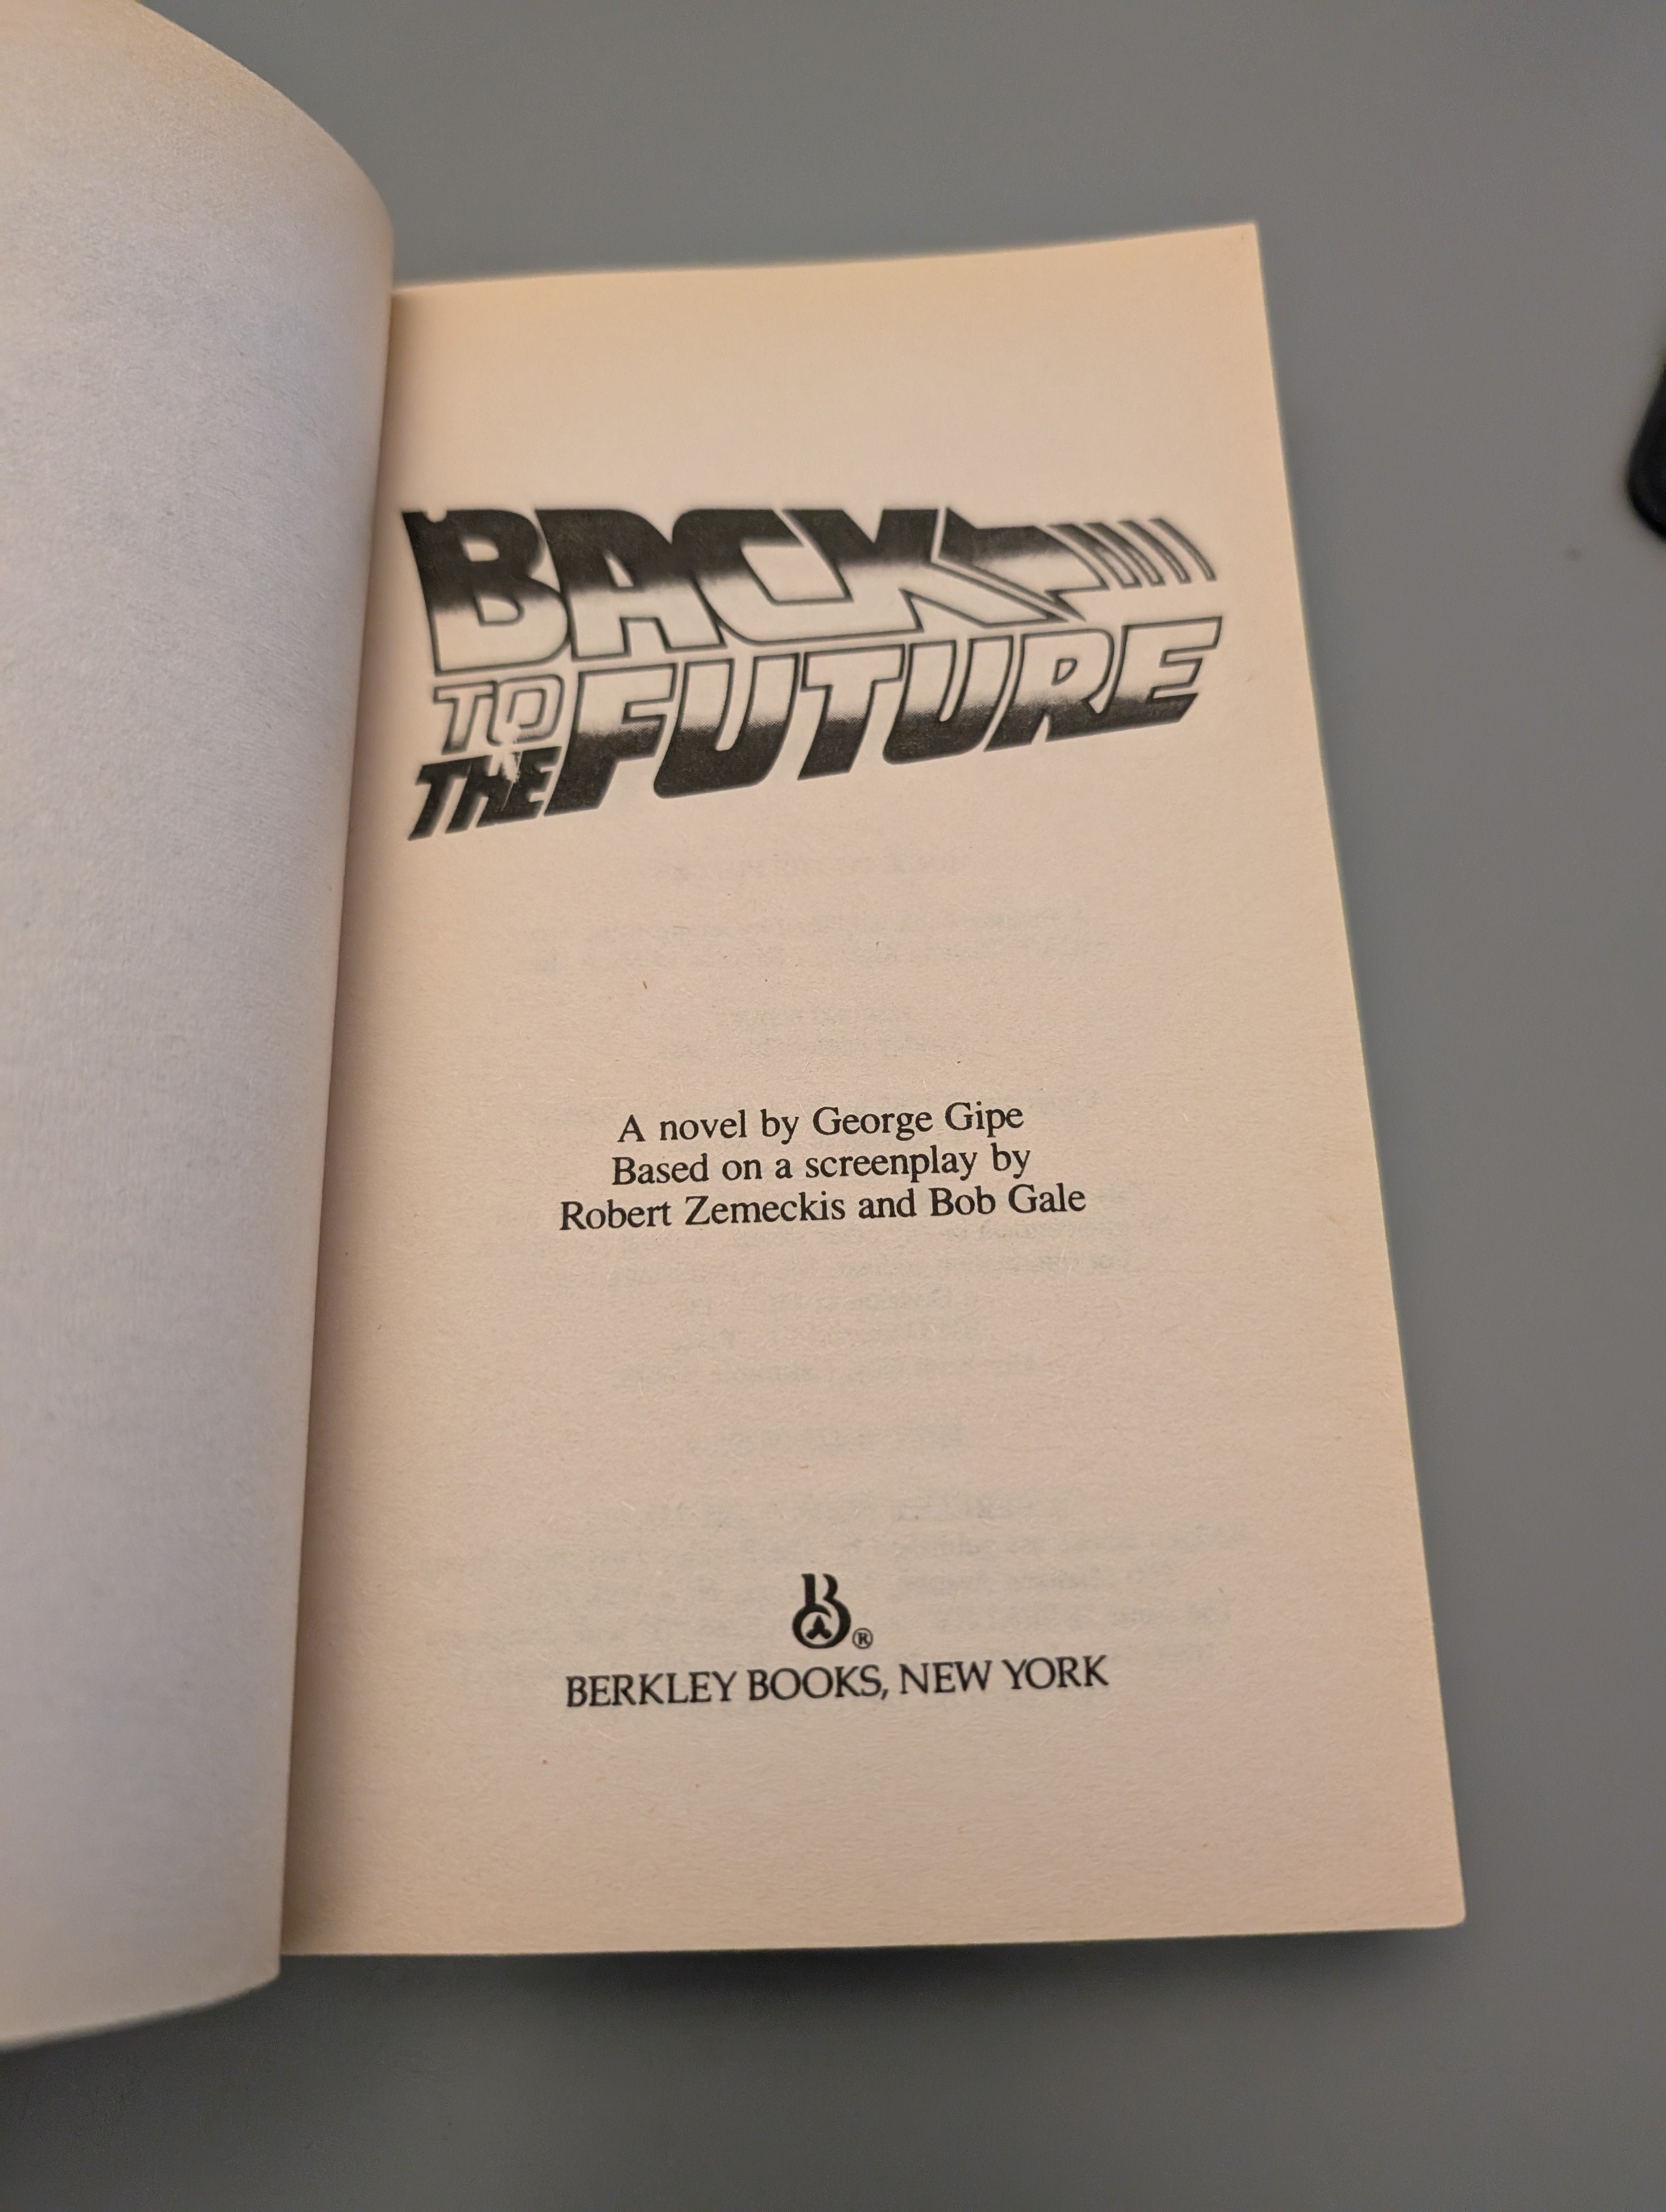 BACK
TO
THE FUTURE
A novel by George Gipe
Based on a screenplay by
Robert Zemeckis and Bob Gale
B®
BERKLEY BOOKS, NEW YORK